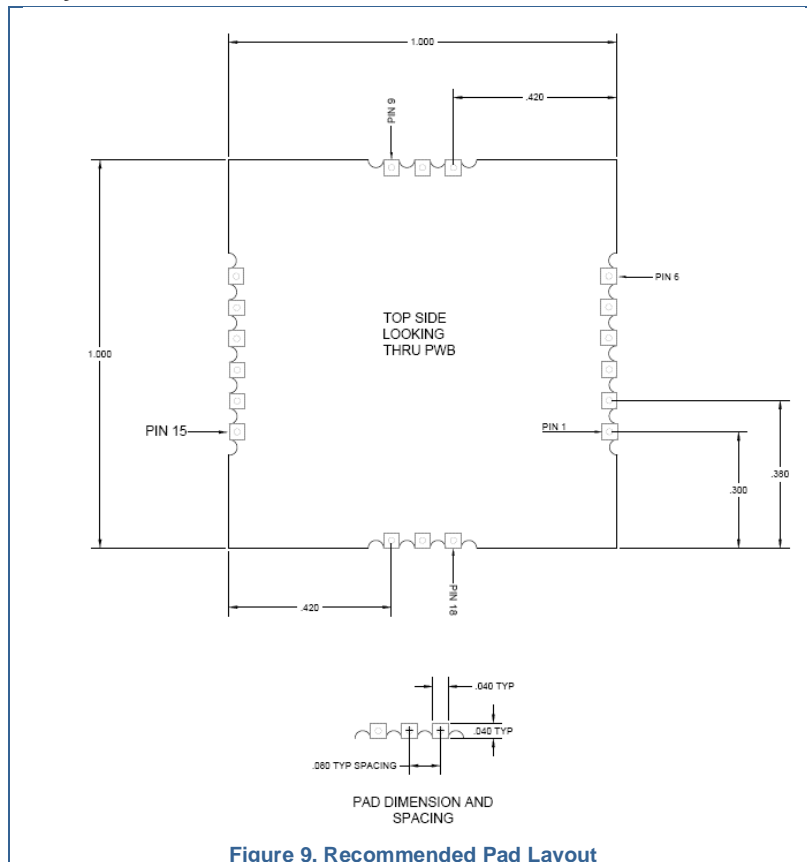 1.000
.420
PIN 9
PIN 6
TOP SIDE
LOOKING
THRU PWB
1.000
PIN 15
PIN 1
.380
.300
.420
PIN 18
.040 TYP
.040 TYP
.080 TYP SPACING
PAD DIMENSION AND
SPACING
Figure 9. Recommended Pad Layout